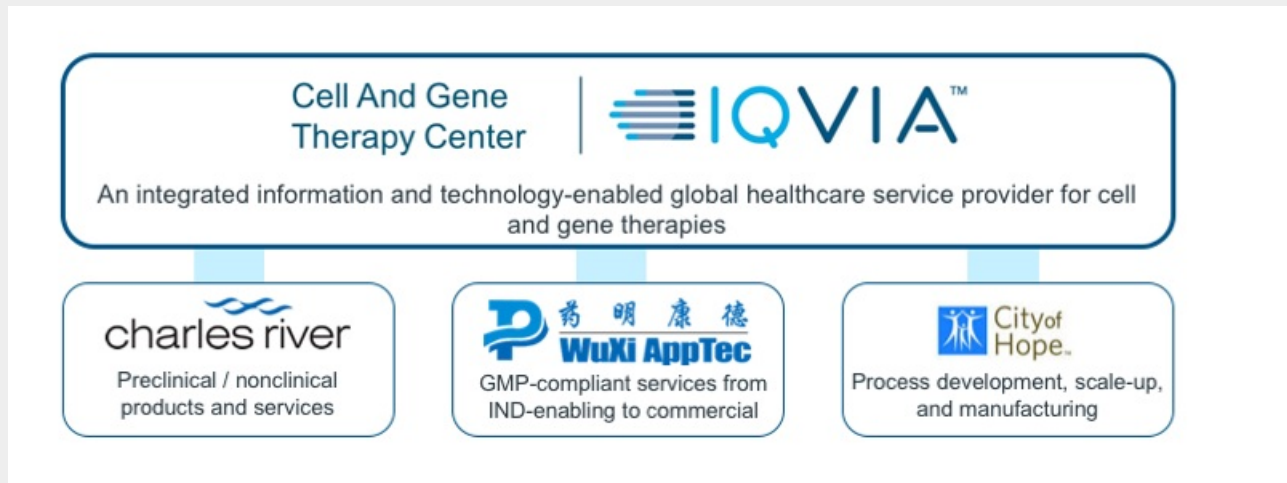 Cell And Gene
Therapy Center
IQVIA™
An integrated information and technology-enabled global healthcare service provider for cell
and gene therapies
charles river
Preclinical / nonclinical
products and services
药明康德
WuXi AppTec
GMP-compliant services from
IND-enabling to commercial
City of
Hope™
Process development, scale-up,
and manufacturing